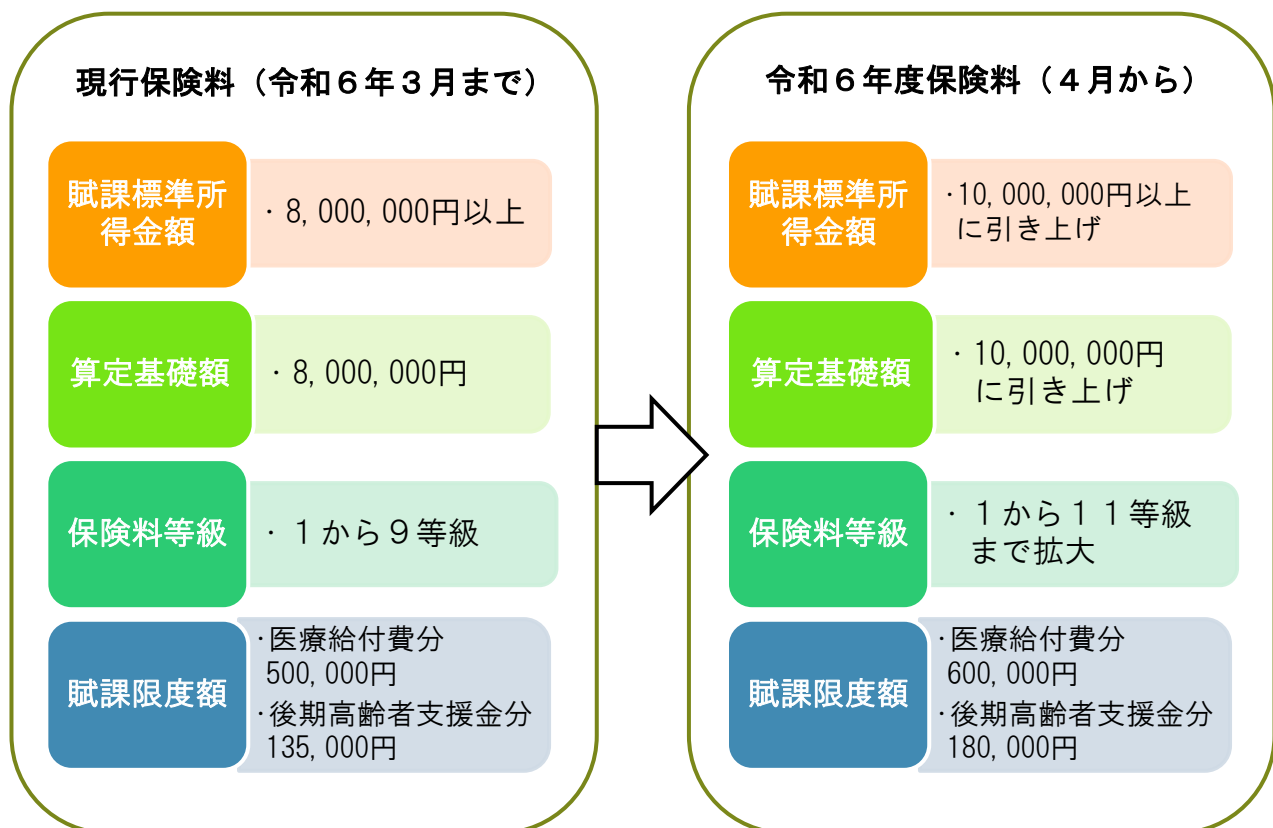 現行保険料（令和６年３月まで）
賦課標準所
得金額
・8,000,000円以上
算定基礎額
・8,000,000円
保険料等級
・１から９等級
賦課限度額
・医療給付費分
500,000円
・後期高齢者支援金分
135,000円
令和６年度保険料（４月から）
賦課標準所
得金額
・10,000,000円以上
に引き上げ
算定基礎額
・10,000,000円
に引き上げ
保険料等級
・１から１１等級
まで拡大
賦課限度額
・医療給付費分
600,000円
・後期高齢者支援金分
180,000円